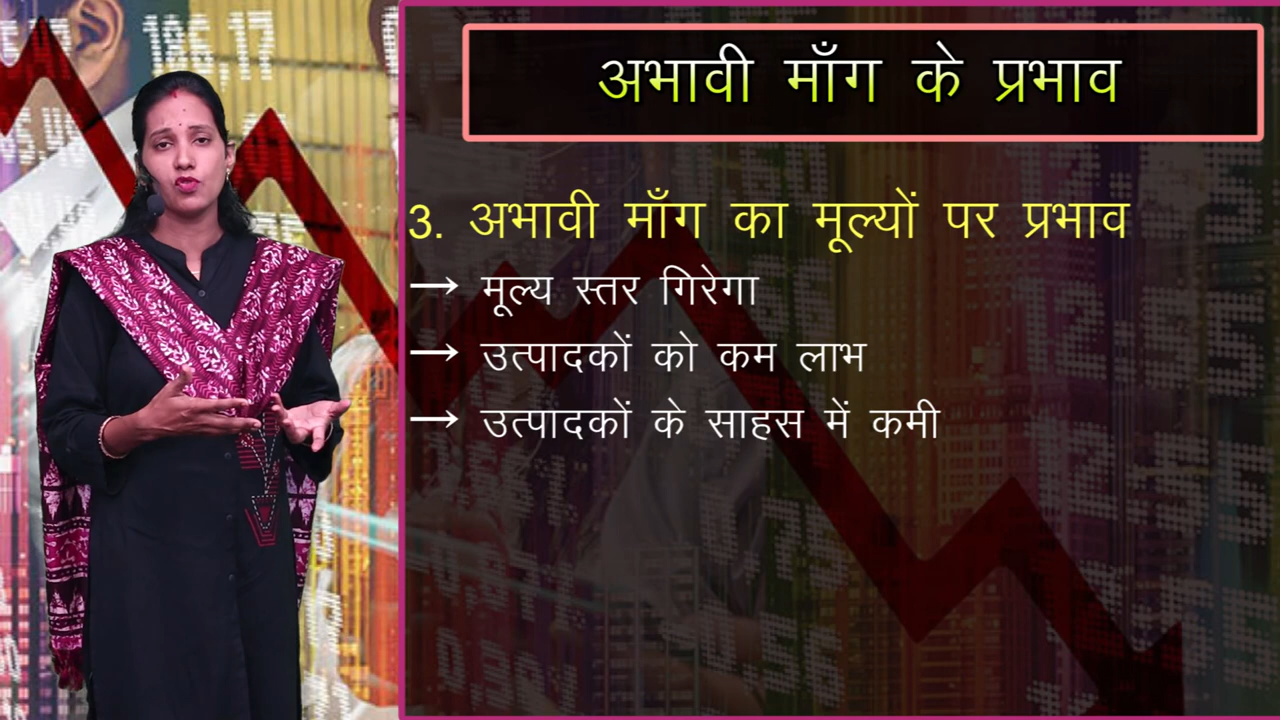 अभावी माँग के प्रभाव
3. अभावी माँग का मूल्यों पर प्रभाव
→ मूल्य स्तर गिरेगा
→ उत्पादकों को कम लाभ
→ उत्पादकों के साहस में कमी